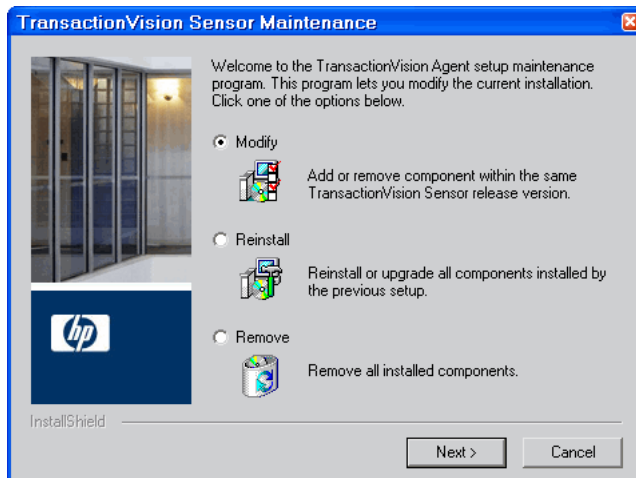 TransactionVision Sensor Maintenance
Welcome to the TransactionVision Agent setup maintenance
program. This program lets you modify the current installation.
Click one of the options below.
Modify
Add or remove component within the same
TransactionVision Sensor release version.
Reinstall
Reinstall or upgrade all components installed by
the previous setup.
hp
Remove
Remove all installed components.
InstallShield
Next >
Cancel